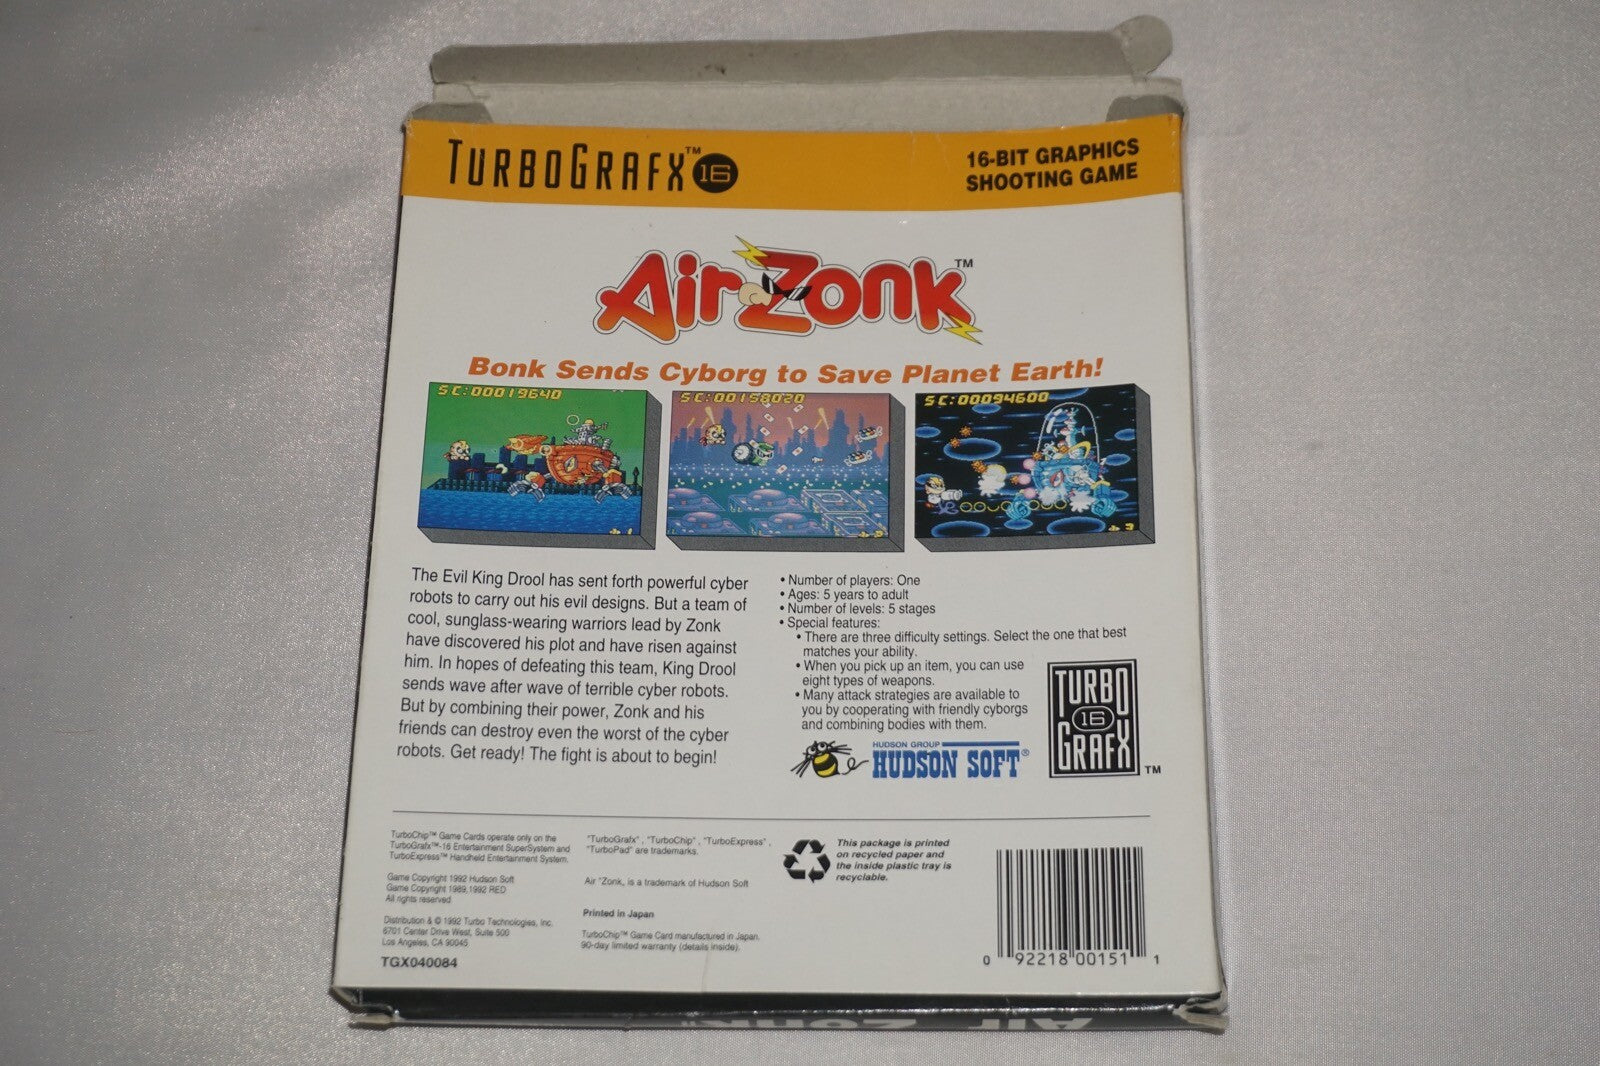 TURBOGRAFX™ 16
16-BIT GRAPHICS
SHOOTING GAME
Air Zonk™
Bonk Sends Cyborg to Save Planet Earth!
SC:00019640
SC:00158020
SC:00094600
The Evil King Drool has sent forth powerful cyber
robots to carry out his evil designs. But a team of
cool, sunglass-wearing warriors lead by Zonk
have discovered his plot and have risen against
him. In hopes of defeating this team, King Drool
sends wave after wave of terrible cyber robots.
But by combining their power, Zonk and his
friends can destroy even the worst of the cyber
robots. Get ready! The fight is about to begin!
• Number of players: One
• Ages: 5 years to adult
• Number of levels: 5 stages
• Special features:
• There are three difficulty settings. Select the one that best
matches your ability.
• When you pick up an item, you can use
eight types of weapons.
• Many attack strategies are available to
you by cooperating with friendly cyborgs
and combining bodies with them.
HUDSON GROUP
HUDSON SOFT®
TURBO
16
GRAFX
™
TurboChip™ Game Cards operate only on the
TurboGrafx™-16 Entertainment SuperSystem and
TurboExpress™ Handheld Entertainment System.
Game Copyright 1992 Hudson Soft
Game Copyright 1989,1992 RED
All rights reserved
Distribution & © 1992 Turbo Technologies, Inc.
6701 Center Drive West, Suite 500
Los Angeles, CA 90045
TGX040084
"TurboGrafx", "TurboChip", "TurboExpress",
"TurboPad" are trademarks.
Air "Zonk, is a trademark of Hudson Soft
Printed in Japan
TurboChip™ Game Card manufactured in Japan.
90-day limited warranty (details inside).
This package is printed
on recycled paper and
the inside plastic tray is
recyclable.
0 92218 00151 1
Air Zonk